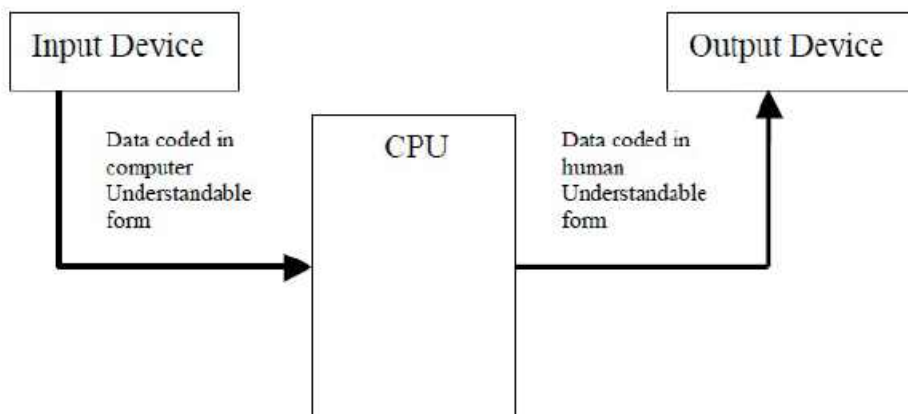 Input Device
Output Device
Data coded in
computer
Understandable
form
CPU
Data coded in
human
Understandable
form